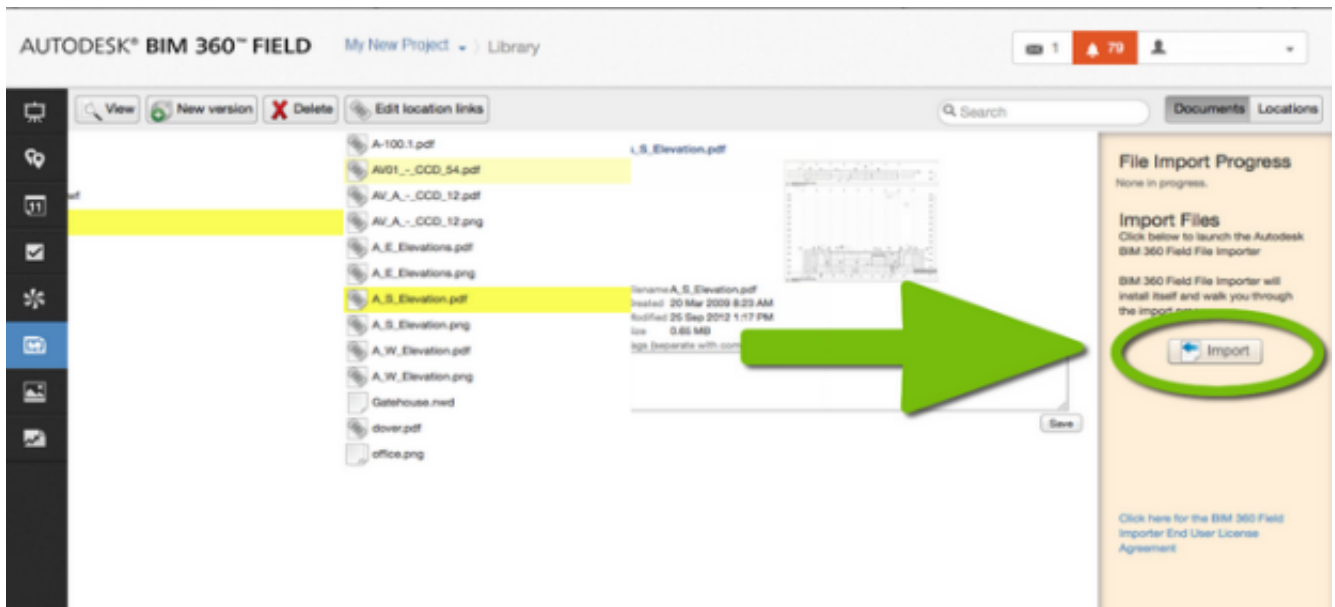 AUTODESK® BIM 360™ FIELD
My New Project
Library
1
79
View
New version
Delete
Edit location links
Search
Documents
Locations
11
A-100.1.pdf
AV01_-_CCD_54.pdf
AV_A_-_CCD_12.pdf
AV_A_-_CCD_12.png
A_E_Elevations.pdf
A_E_Elevations.png
A_S_Elevation.pdf
A_S_Elevation.png
A_W_Elevation.pdf
A_W_Elevation.png
Gatehouse.nwd
dover.pdf
office.png
_S_Elevation.pdf
A_S_Elevation.pdf
20 Mar 2009 8:23 AM
25 Sep 2012 1:17 PM
0.65 MB
(separate with com
Save
File Import Progress
None in progress.
Import Files
Click below to launch the Autodesk
BIM 360 Field File Importer
BIM 360 Field File Importer will
install itself and walk you through
the import
Import
Click here for the BIM 360 Field
Importer End User License
Agreement